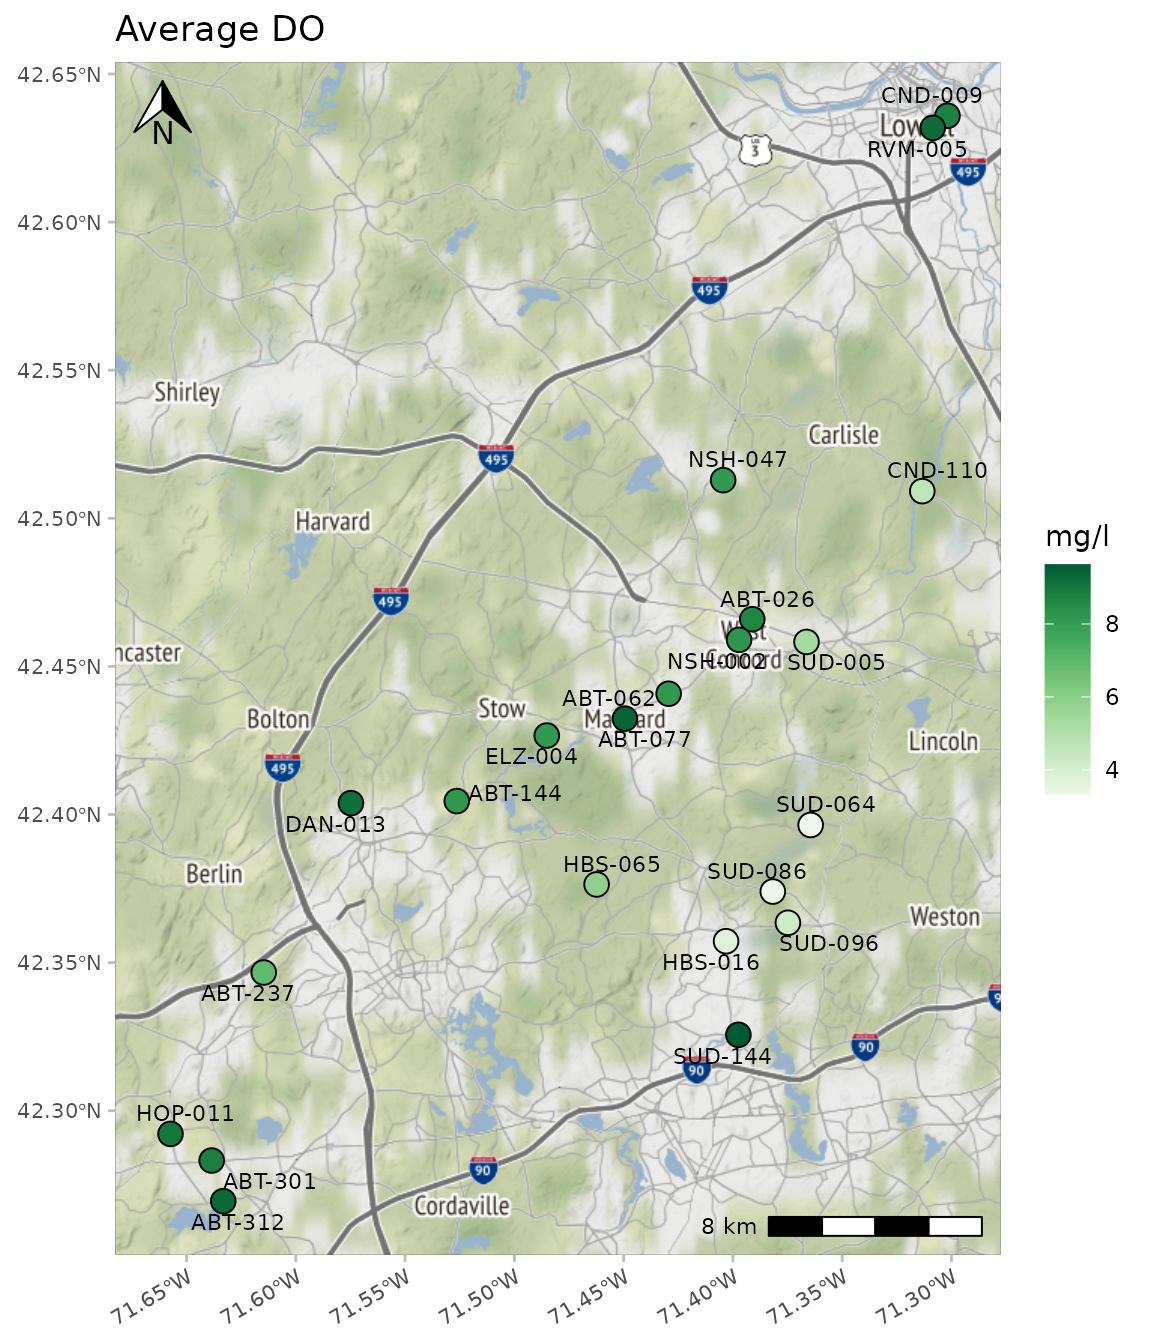 Average DO
42.65°N
42.60°N
42.55°N
42.50°N
42.45°N
42.40°N
42.35°N
42.30°N
N
CND-009
Lowell
RVM-005
US 3
495
495
Shirley
Carlisle
495
NSH-047
CND-110
Harvard
495
ABT-026
West Concord
NSH-002
SUD-005
ncaster
ABT-062
Stow
Maynard
Bolton
ABT-077
Lincoln
ELZ-004
495
ABT-144
SUD-064
DAN-013
HBS-065
SUD-086
Berlin
Weston
SUD-096
HBS-016
ABT-237
9
90
SUD-144
90
HOP-011
90
ABT-301
Cordaville
ABT-312
8 km
71.65°W
71.60°W
71.55°W
71.50°W
71.45°W
71.40°W
71.35°W
71.30°W
mg/l
8
6
4